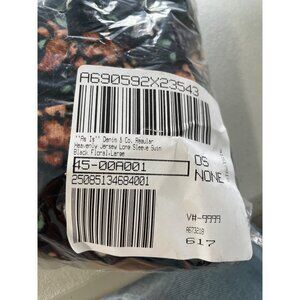 A690592X23543
"As Is" Denim & Co. Regular
Heavenly Jersey Long Sleeve Swin
Black Floral-Large
45-00A001
OS
NONE
25085134684001
V#-9999
A673218
617